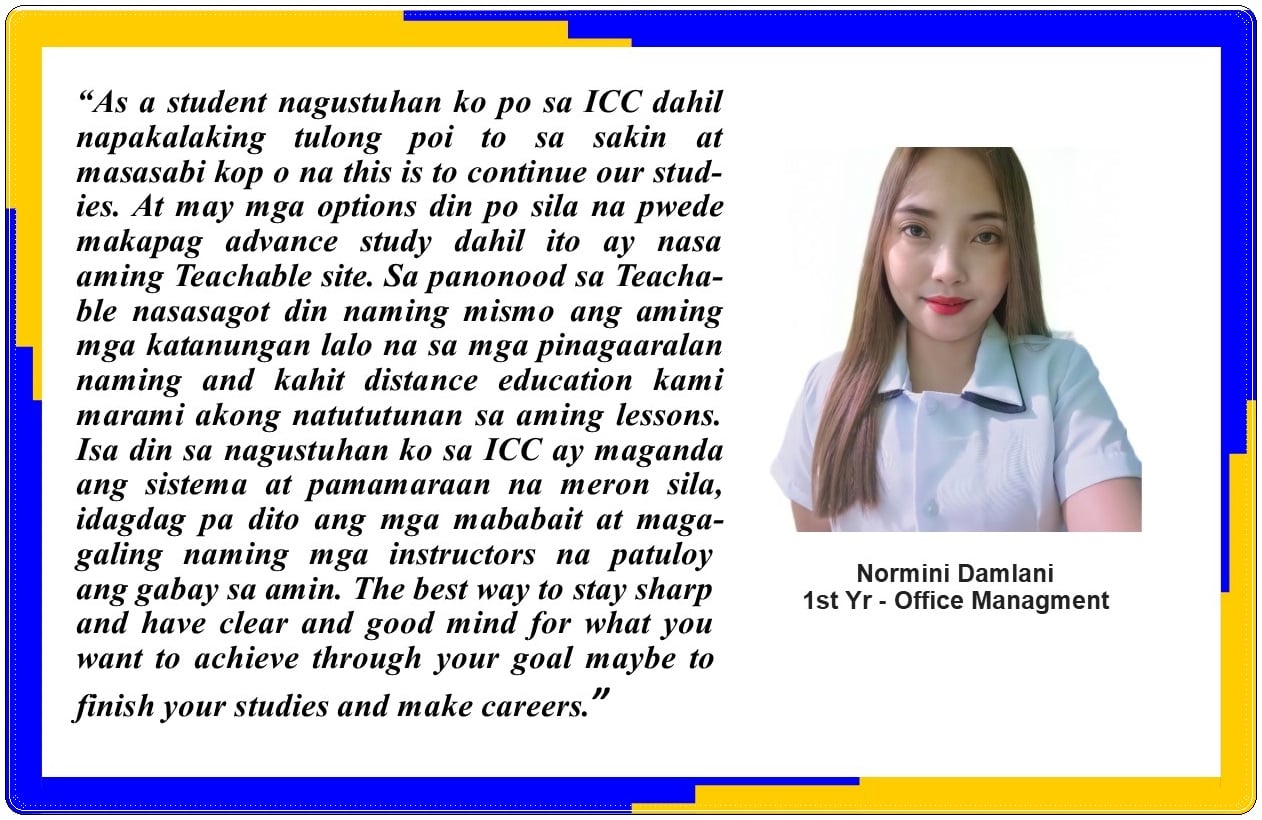 “As a student nagustuhan ko po sa ICC dahil
napakalaking tulong poi to sa sakin at
masasabi kop o na this is to continue our stud-
ies. At may mga options din po sila na pwede
makapag advance study dahil ito ay nasa
aming Teachable site. Sa panonood sa Teacha-
ble nasasagot din naming mismo ang aming
mga katanungan lalo na sa mga pinagaaralan
naming and kahit distance education kami
marami akong natututunan sa aming lessons.
Isa din sa nagustuhan ko sa ICC ay maganda
ang sistema at pamamaraan na meron sila,
idagdag pa dito ang mga mababait at maga-
galing naming mga instructors na patuloy
ang gabay sa amin. The best way to stay sharp
and have clear and good mind for what you
want to achieve through your goal maybe to
finish your studies and make careers.”
Normini Damlani
1st Yr - Office Managment